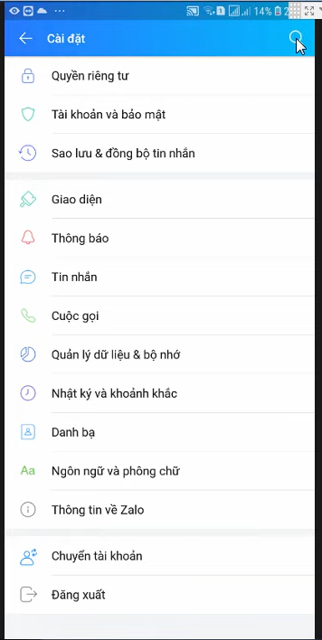 14%
Cài đặt
Quyền riêng tư
Tài khoản và bảo mật
Sao lưu & đồng bộ tin nhắn
Giao diện
Thông báo
Tin nhắn
Cuộc gọi
Quản lý dữ liệu & bộ nhớ
Nhật ký và khoảnh khắc
Danh bạ
Aa Ngôn ngữ và phông chữ
Thông tin về Zalo
Chuyển tài khoản
Đăng xuất